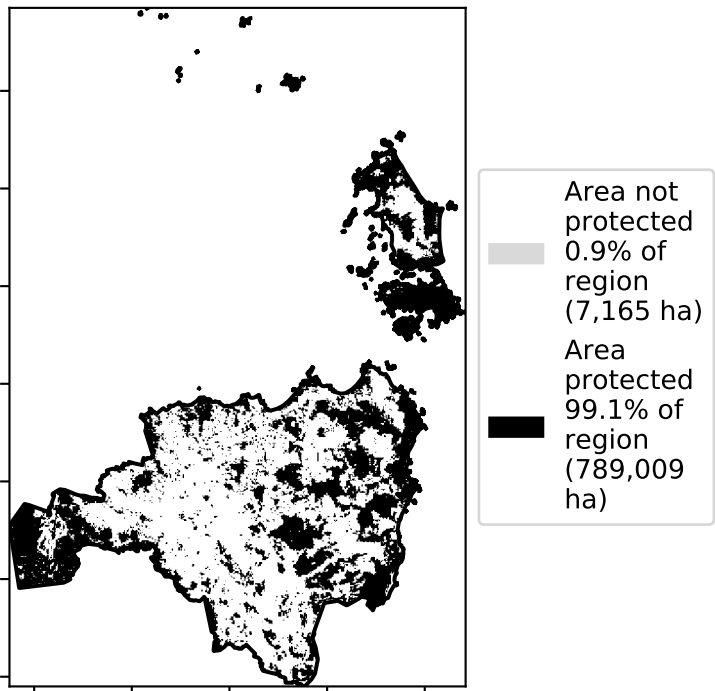 Area not
protected
0.9% of
region
(7,165 ha)
Area
protected
99.1% of
region
(789,009
ha)